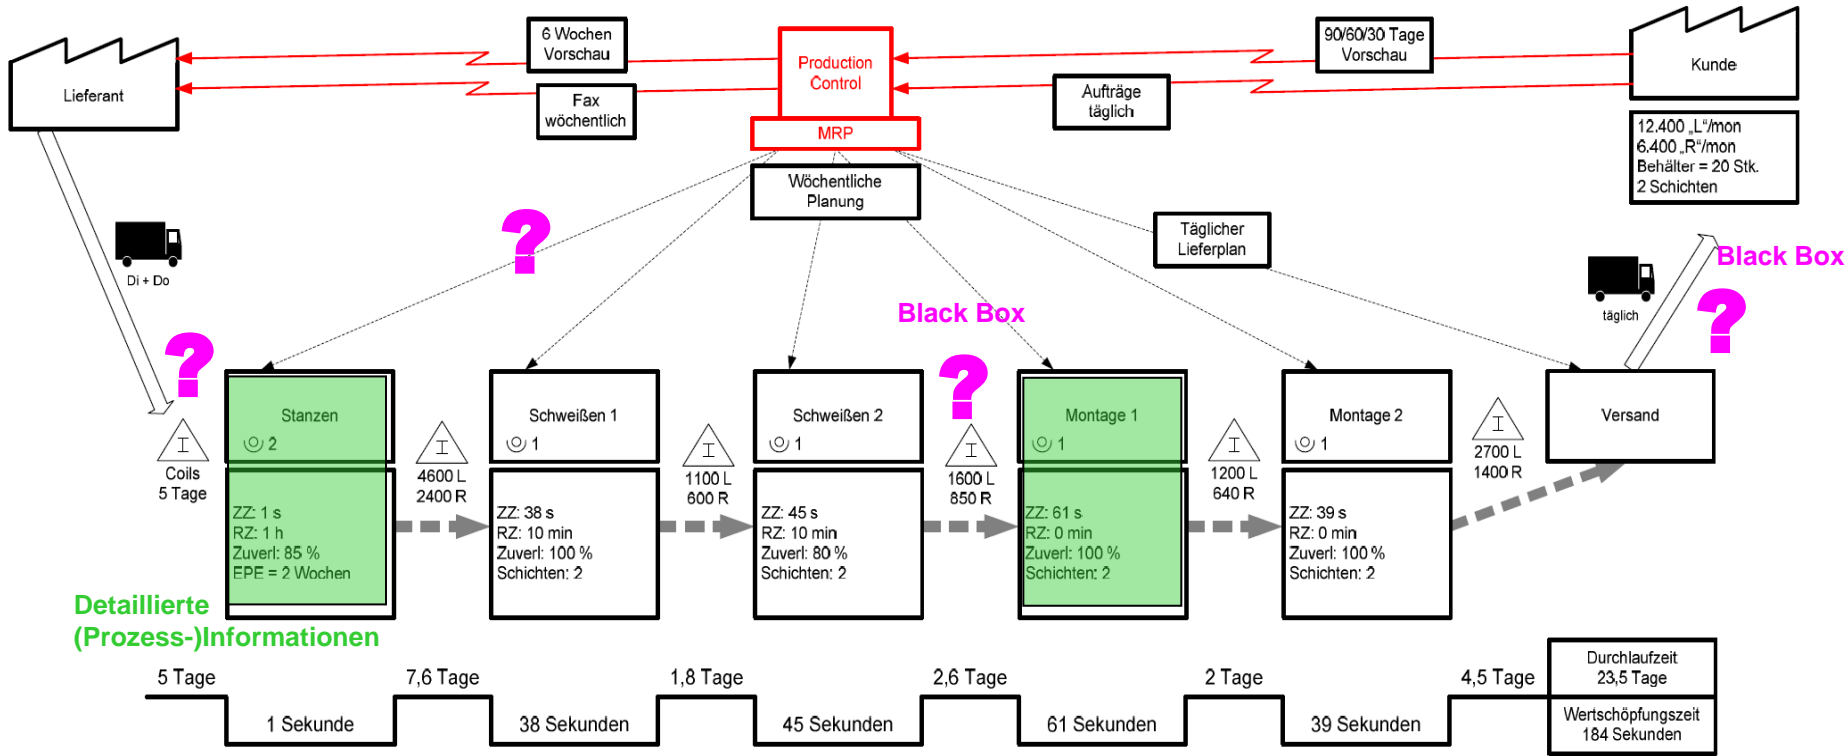 6 Wochen
Vorschau
Production
Control
90/60/30 Tage
Vorschau
Kunde
Lieferant
Fax
wöchentlich
Aufträge
täglich
MRP
12.400 „L“/mon
6.400 „R“/mon
Behälter = 20 Stk.
2 Schichten
Wöchentliche
Planung
?
Täglicher
Lieferplan
Di + Do
Black Box
täglich
?
Black Box
?
?
Stanzen
2
Schweißen 1
1
Schweißen 2
1
Montage 1
1
Montage 2
1
Versand
I
Coils
5 Tage
I
4600 L
2400 R
I
1100 L
600 R
I
1600 L
850 R
I
1200 L
640 R
I
2700 L
1400 R
ZZ: 1 s
RZ: 1 h
Zuverl: 85 %
EPE = 2 Wochen
ZZ: 38 s
RZ: 10 min
Zuverl: 100 %
Schichten: 2
ZZ: 45 s
RZ: 10 min
Zuverl: 80 %
Schichten: 2
ZZ: 61 s
RZ: 0 min
Zuverl: 100 %
Schichten: 2
ZZ: 39 s
RZ: 0 min
Zuverl: 100 %
Schichten: 2
Detaillierte
(Prozess-)Informationen
5 Tage
7,6 Tage
1,8 Tage
2,6 Tage
2 Tage
4,5 Tage
Durchlaufzeit
23,5 Tage
1 Sekunde
38 Sekunden
45 Sekunden
61 Sekunden
39 Sekunden
Wertschöpfungszeit
184 Sekunden